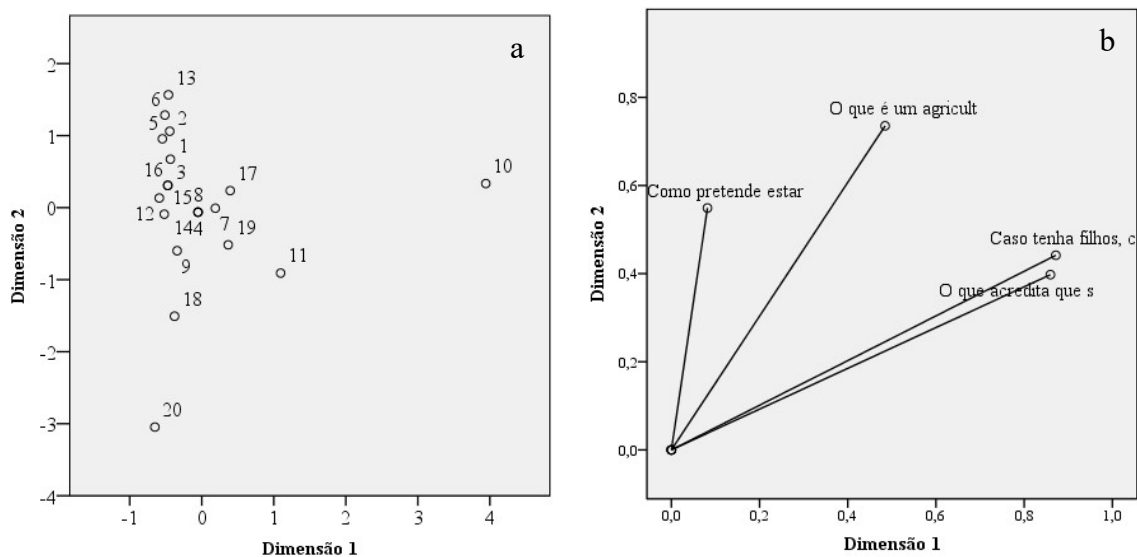 a
2
1
0
-1
-2
-3
-4
13
6
2
5
1
16
3
17
10
15
8
12
14
4
7
19
9
11
18
20
-1 0 1 2 3 4
Dimensão 1
Dimensão 2
b
0,8
0,6
0,4
0,2
0,0
O que é um agricult
Como pretende estar
Caso tenha filhos, c
O que acredita que s
0,0 0,2 0,4 0,6 0,8 1,0
Dimensão 1
Dimensão 2